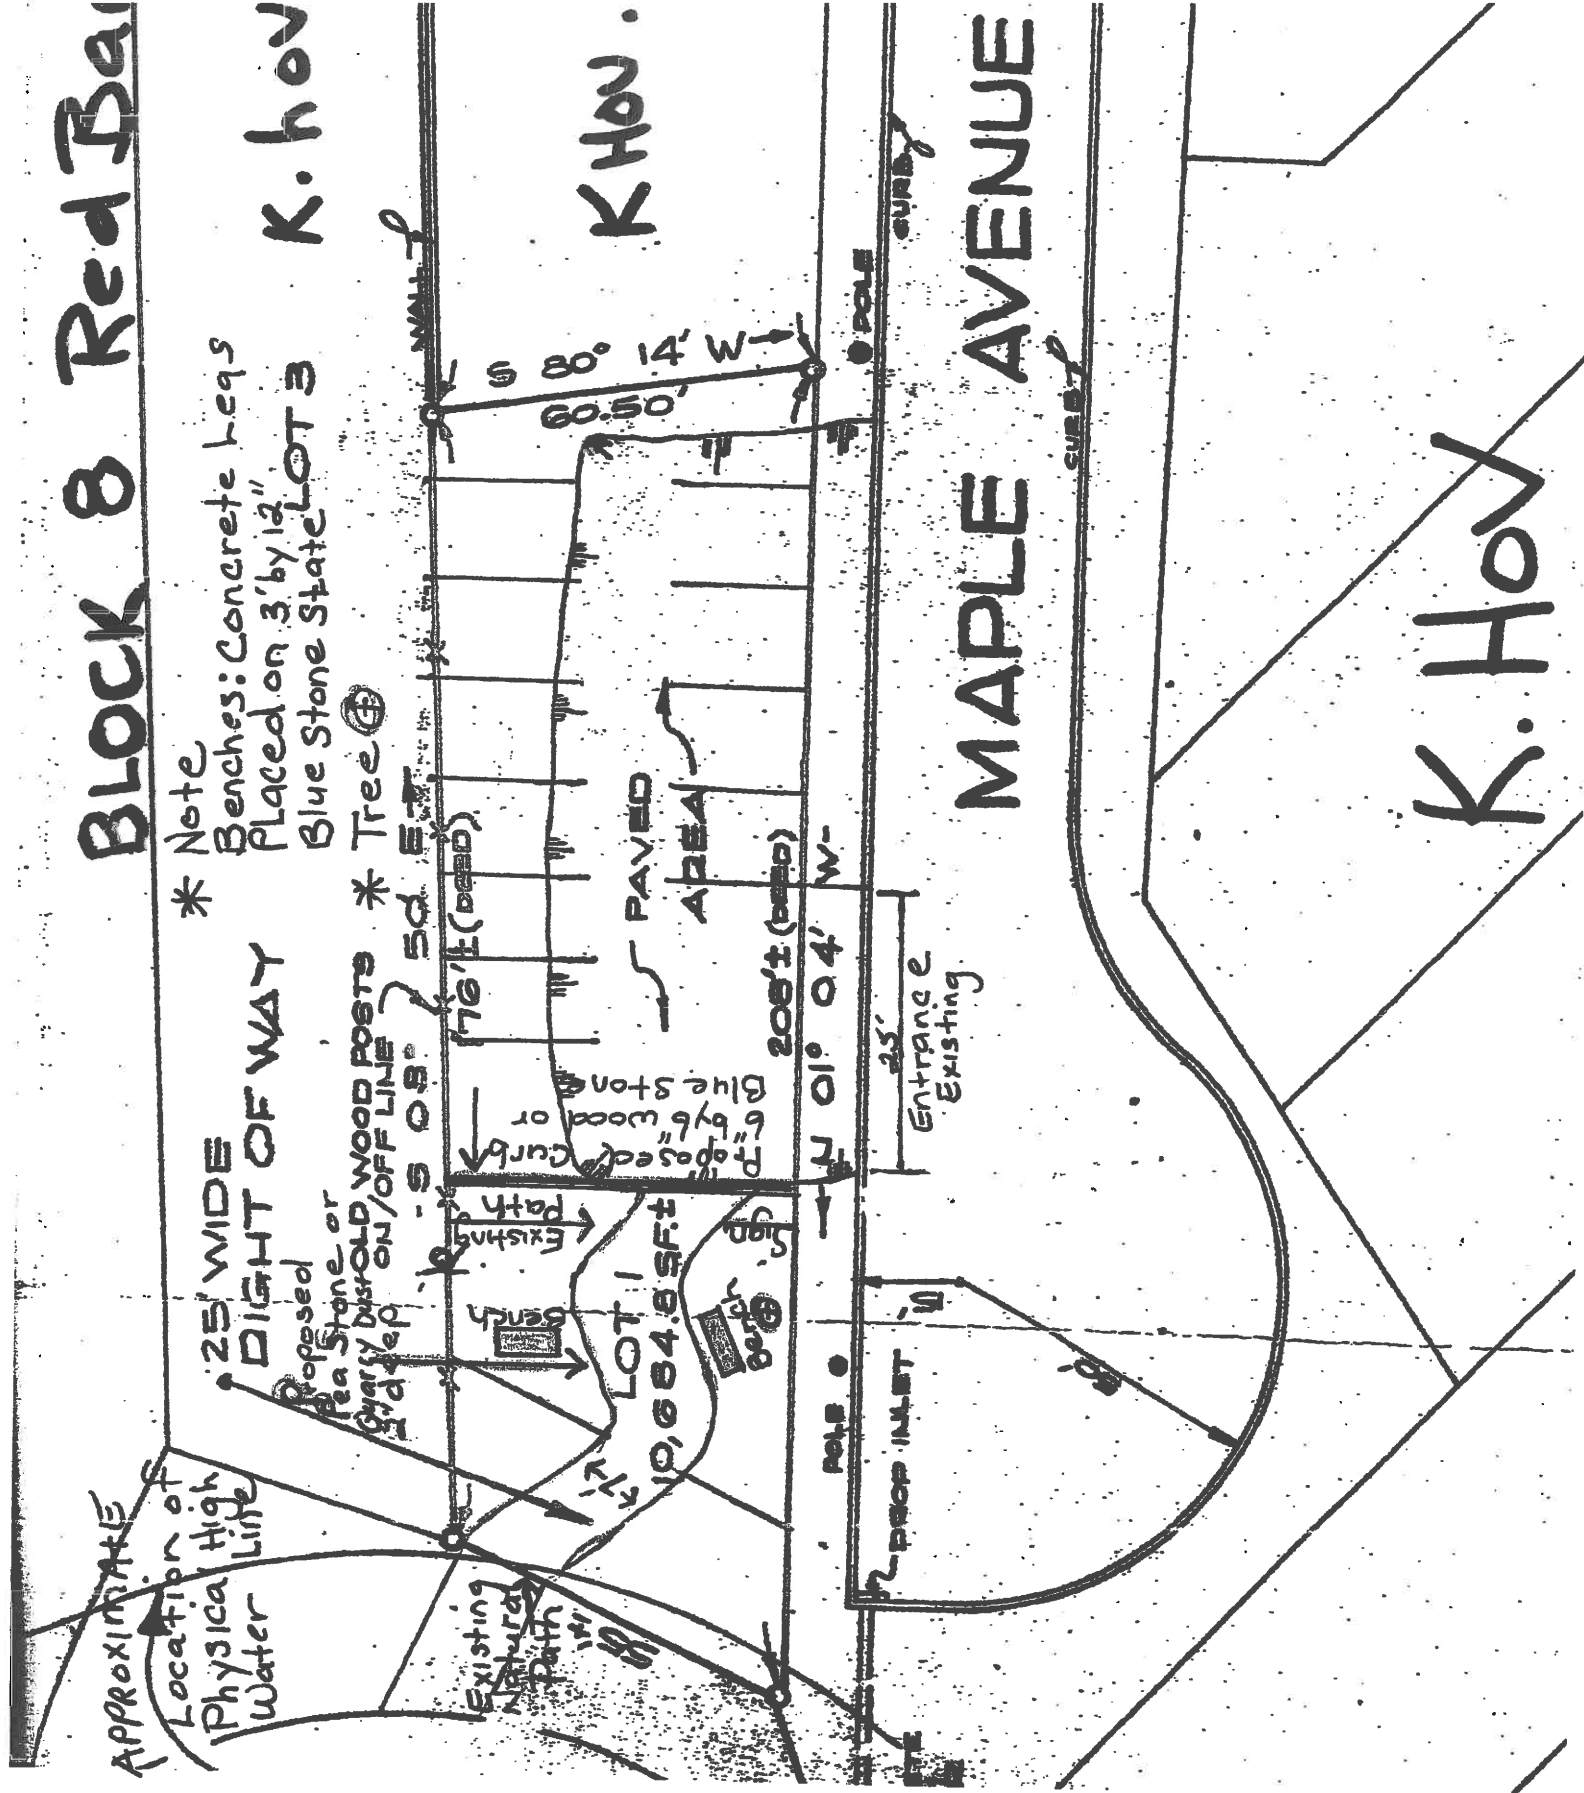 BLOCK 8 Red Ba
K. hov
* Note
Benches: Concrete Legs
Placed on 3' by 12"
Blue Stone State LOT 3
* Tree
25' WIDE
RIGHT OF WAY
Proposed
Pea Stone or
Quarry Dust
2" deep
OLD WOOD POSTS
ON/OFF LINE
WALL
S 08° 50' E
176'± (DEED)
K Hov.
S 80° 14' W
60.50'
PAVED
AREA
Proposed Curb
6" by 6" wood or
Blue Stone
208'± (DEED)
N 01° 04' W
POLE
CURB
Existing
Path
Bench
Sign
Bench
LOT 1
10,684.8 SF.±
APPROXIMATE
Location of
Physical High
Water Line
Existing
Natural
Path
25'
Entrance
Existing
MAPLE AVENUE
CURB
POLE
DROP INLET
K. Hov